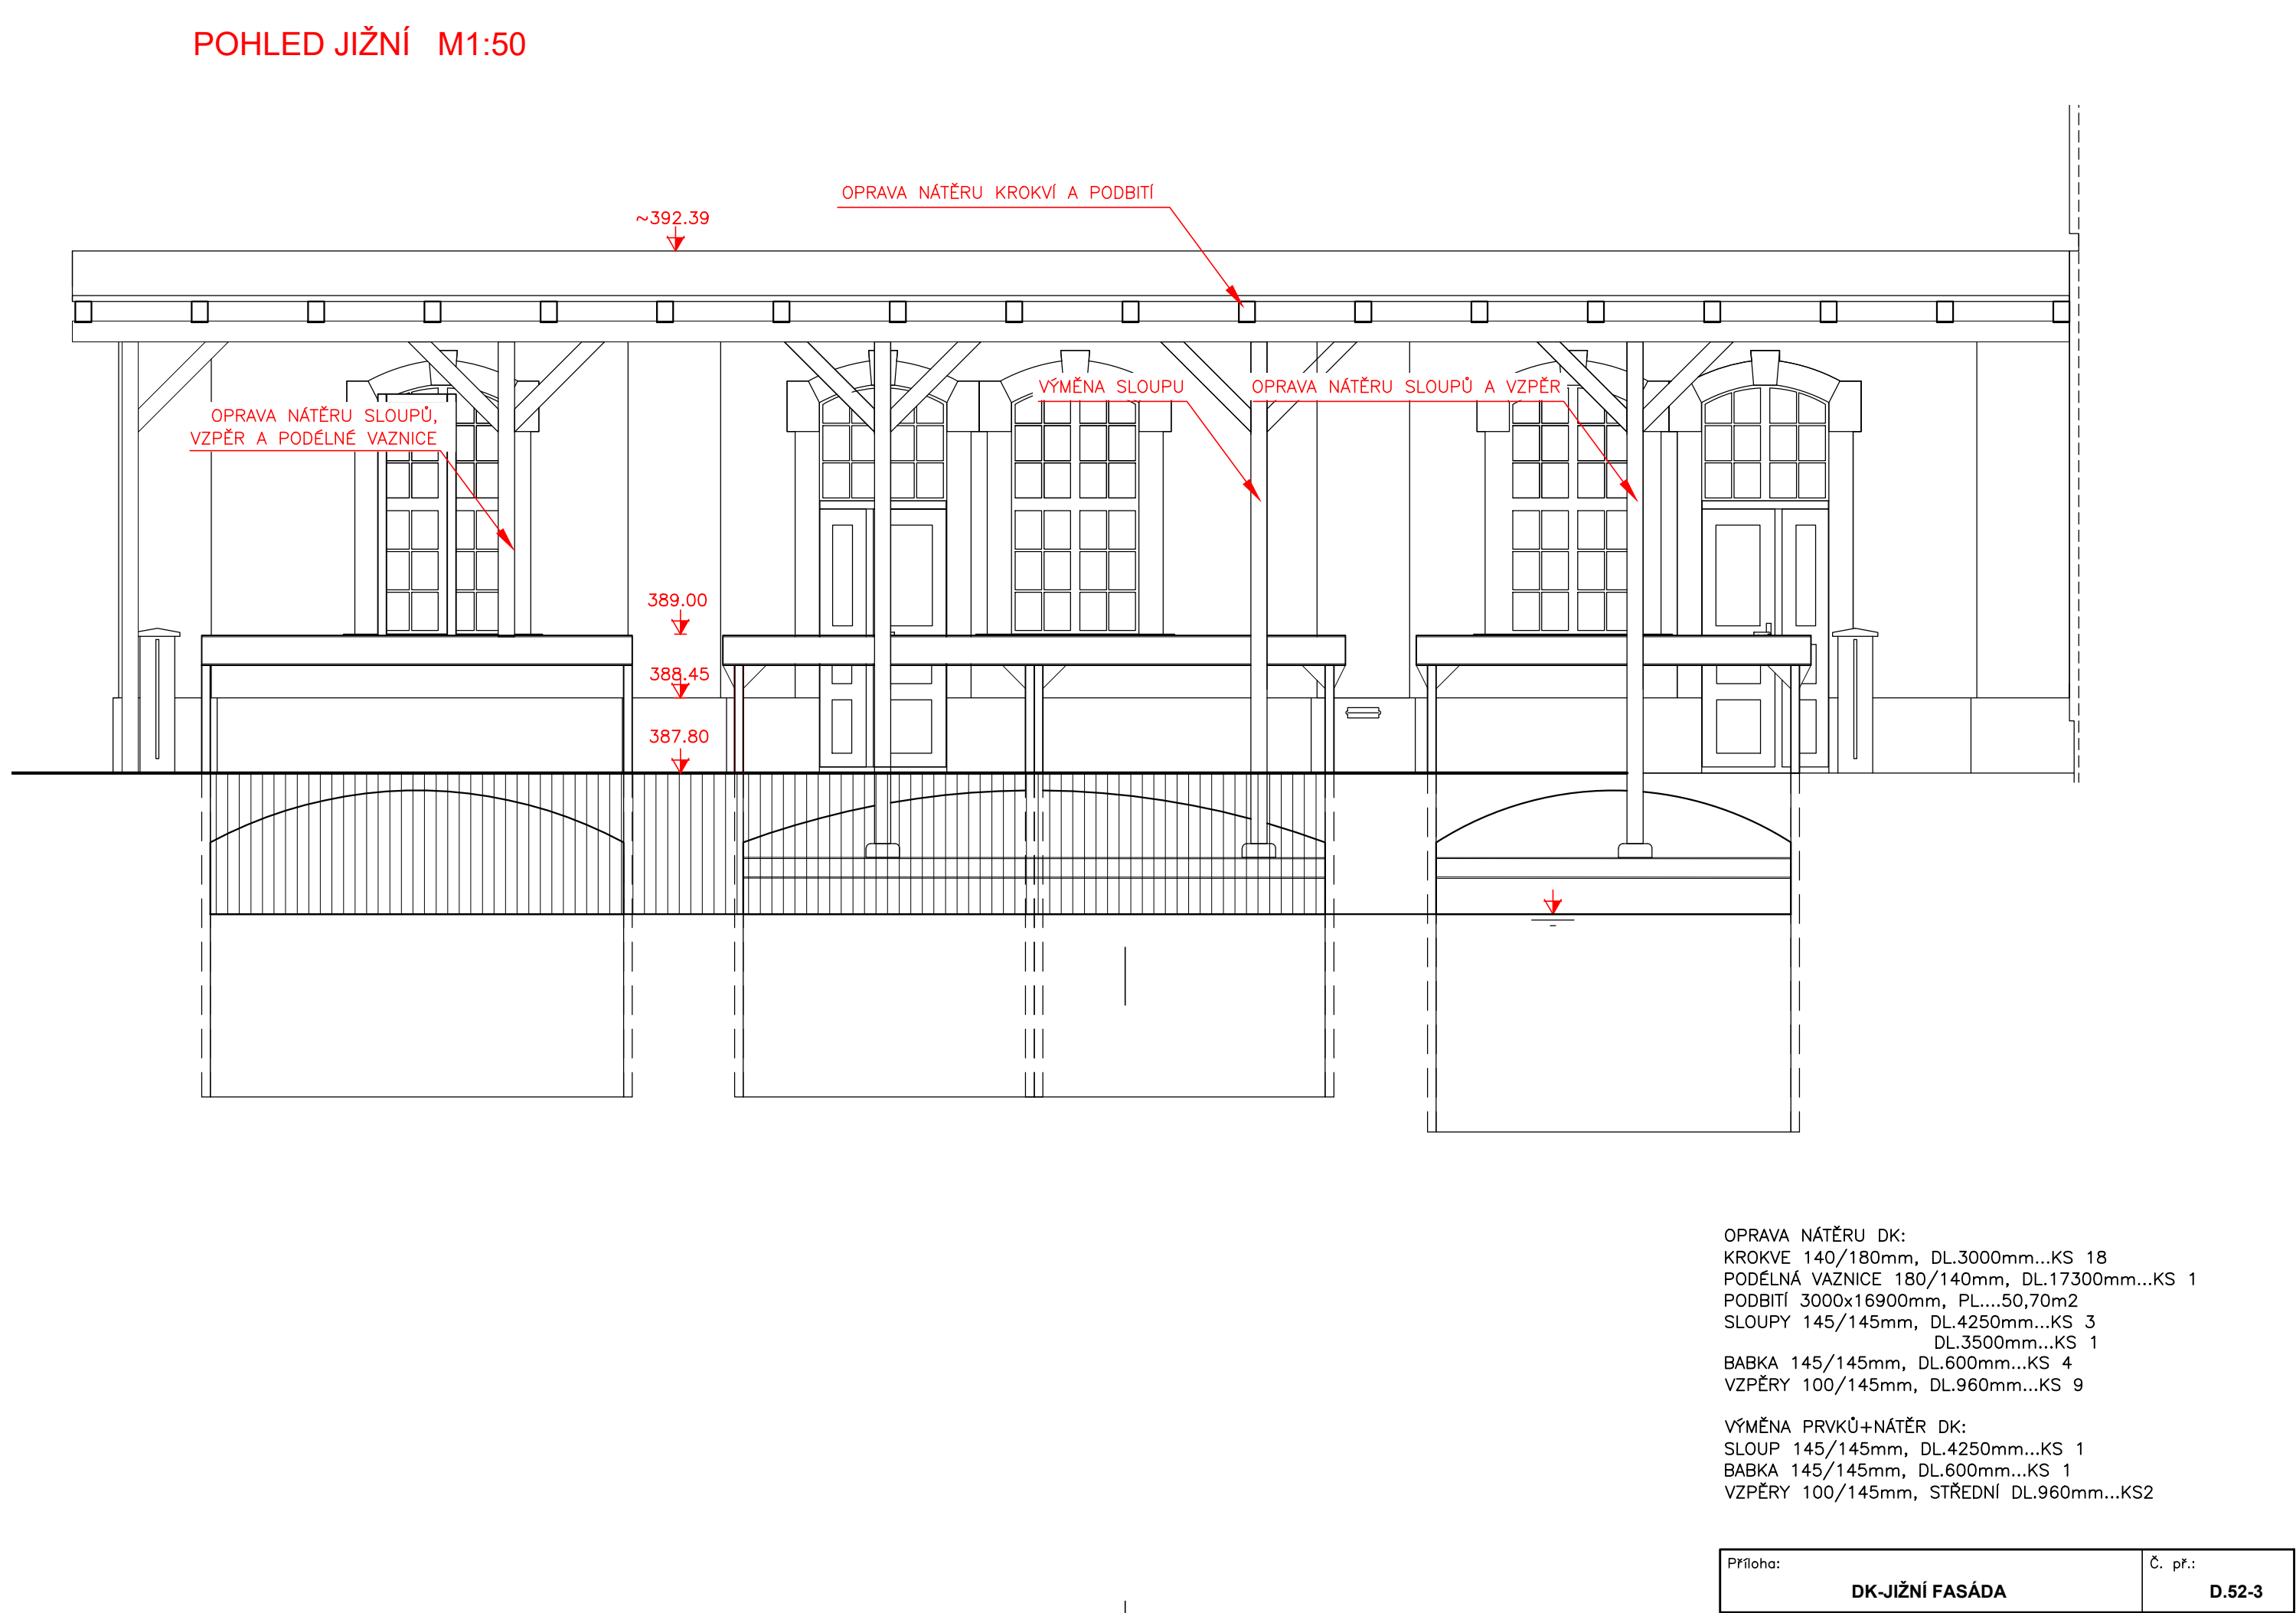 POHLED JIŽNÍ M1:50
OPRAVA NÁTĚRU KROKVÍ A PODBITÍ
~392.39
VÝMĚNA SLOUPU
OPRAVA NÁTĚRU SLOUPŮ A VZPĚR
OPRAVA NÁTĚRU SLOUPŮ,
VZPĚR A PODÉLNÉ VAZNICE
389.00
388.45
387.80
OPRAVA NÁTĚRU DK:
KROKVE 140/180mm, DL.3000mm...KS 18
PODÉLNÁ VAZNICE 180/140mm, DL.17300mm...KS 1
PODBITÍ 3000x16900mm, PL....50,70m2
SLOUPY 145/145mm, DL.4250mm...KS 3
DL.3500mm...KS 1
BABKA 145/145mm, DL.600mm...KS 4
VZPĚRY 100/145mm, DL.960mm...KS 9
VÝMĚNA PRVKŮ+NÁTĚR DK:
SLOUP 145/145mm, DL.4250mm...KS 1
BABKA 145/145mm, DL.600mm...KS 1
VZPĚRY 100/145mm, STŘEDNÍ DL.960mm...KS2
Příloha:
Č. př.:
DK-JIŽNÍ FASÁDA
D.52-3